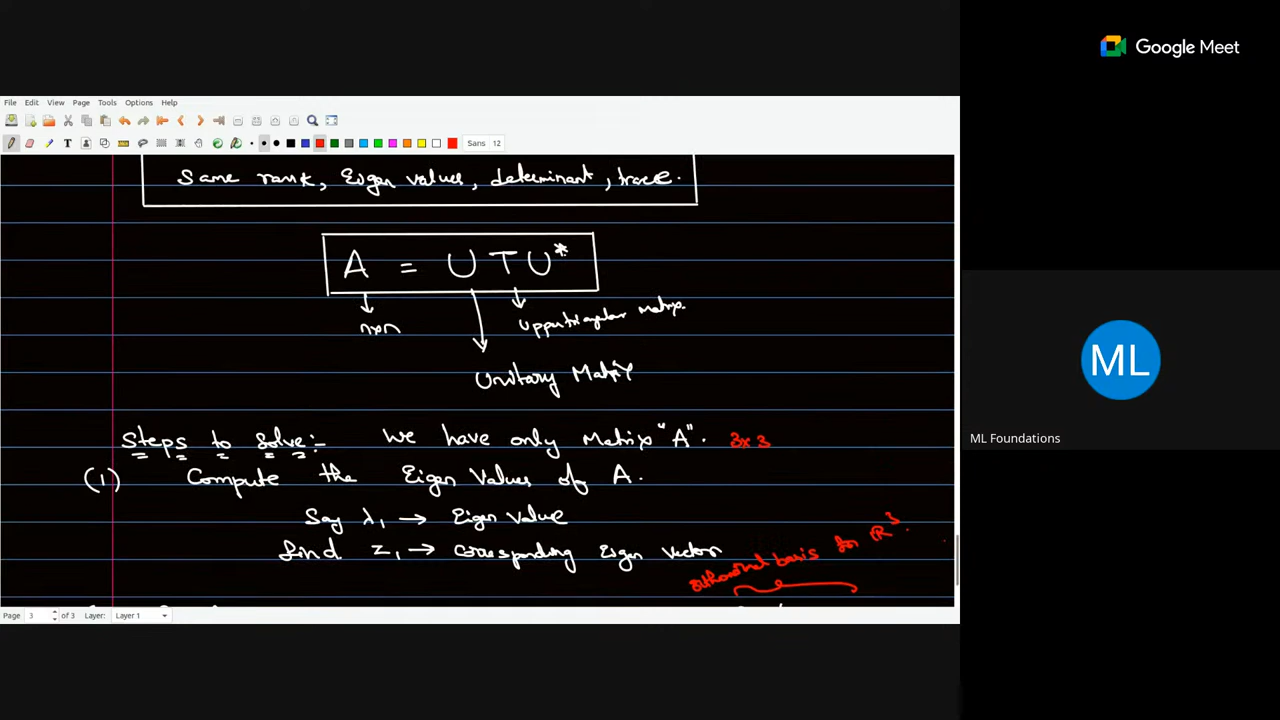 Google Meet
File Edit View Page Tools Options Help
Sans 12
Same rank, Eigen values, determinant, trace.
A = U T U*
nxn
Uppertriangular Matrix.
Unitary Matrix
Steps to solve:- We have only Matrix "A". 3x3
(1) Compute the Eigen Values of A.
Say λ₁ → Eigen value
find z₁ → corresponding Eigen vector
orthonormal basis for ℝ³.
Page 3 of 3 Layer: Layer 1
ML
ML Foundations